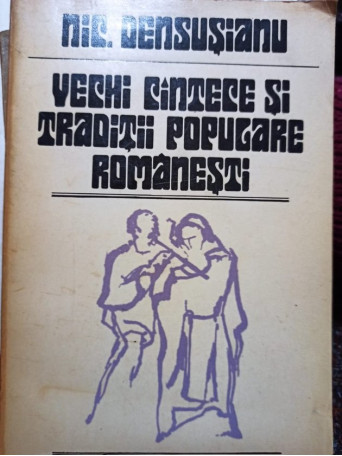 NIC. DENSUȘIANU
VECHI CÎNTECE ȘI
TRADIȚII POPULARE
ROMÂNEȘTI